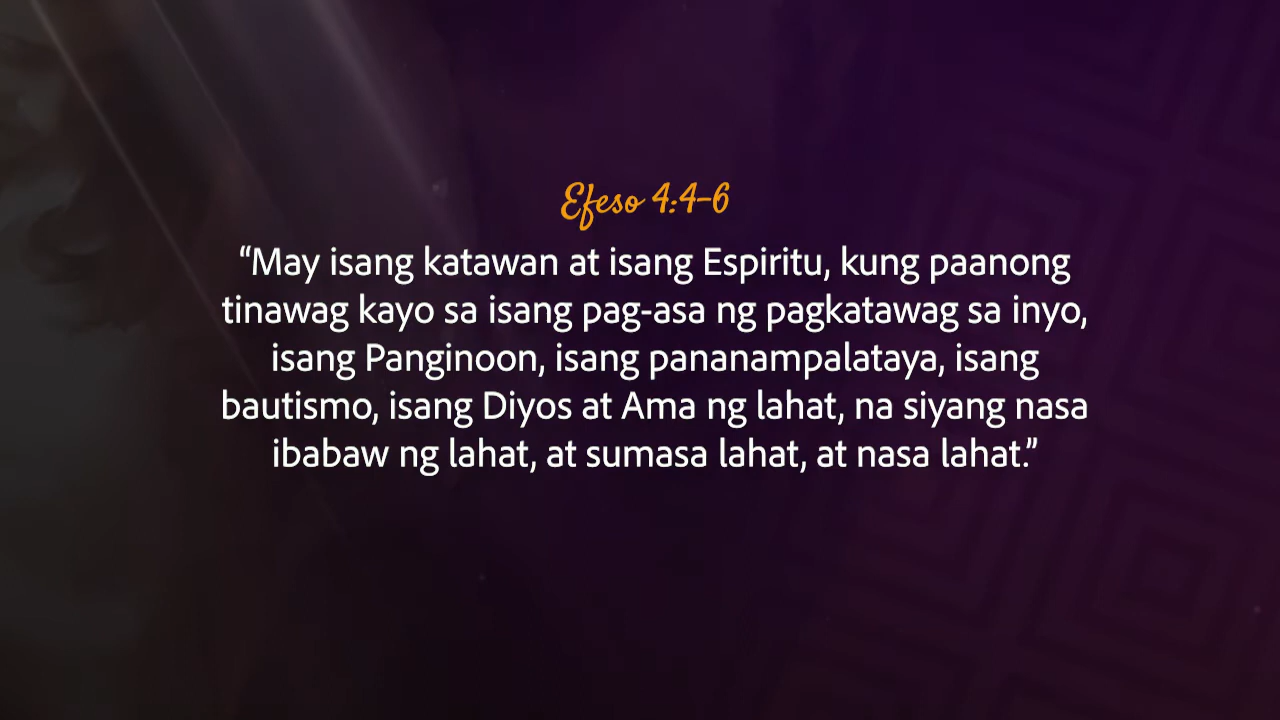 Efeso 4:4-6
“May isang katawan at isang Espiritu, kung paanong
tinawag kayo sa isang pag-asa ng pagkatawag sa inyo,
isang Panginoon, isang pananampalataya, isang
bautismo, isang Diyos at Ama ng lahat, na siyang nasa
ibabaw ng lahat, at sumasa lahat, at nasa lahat.”